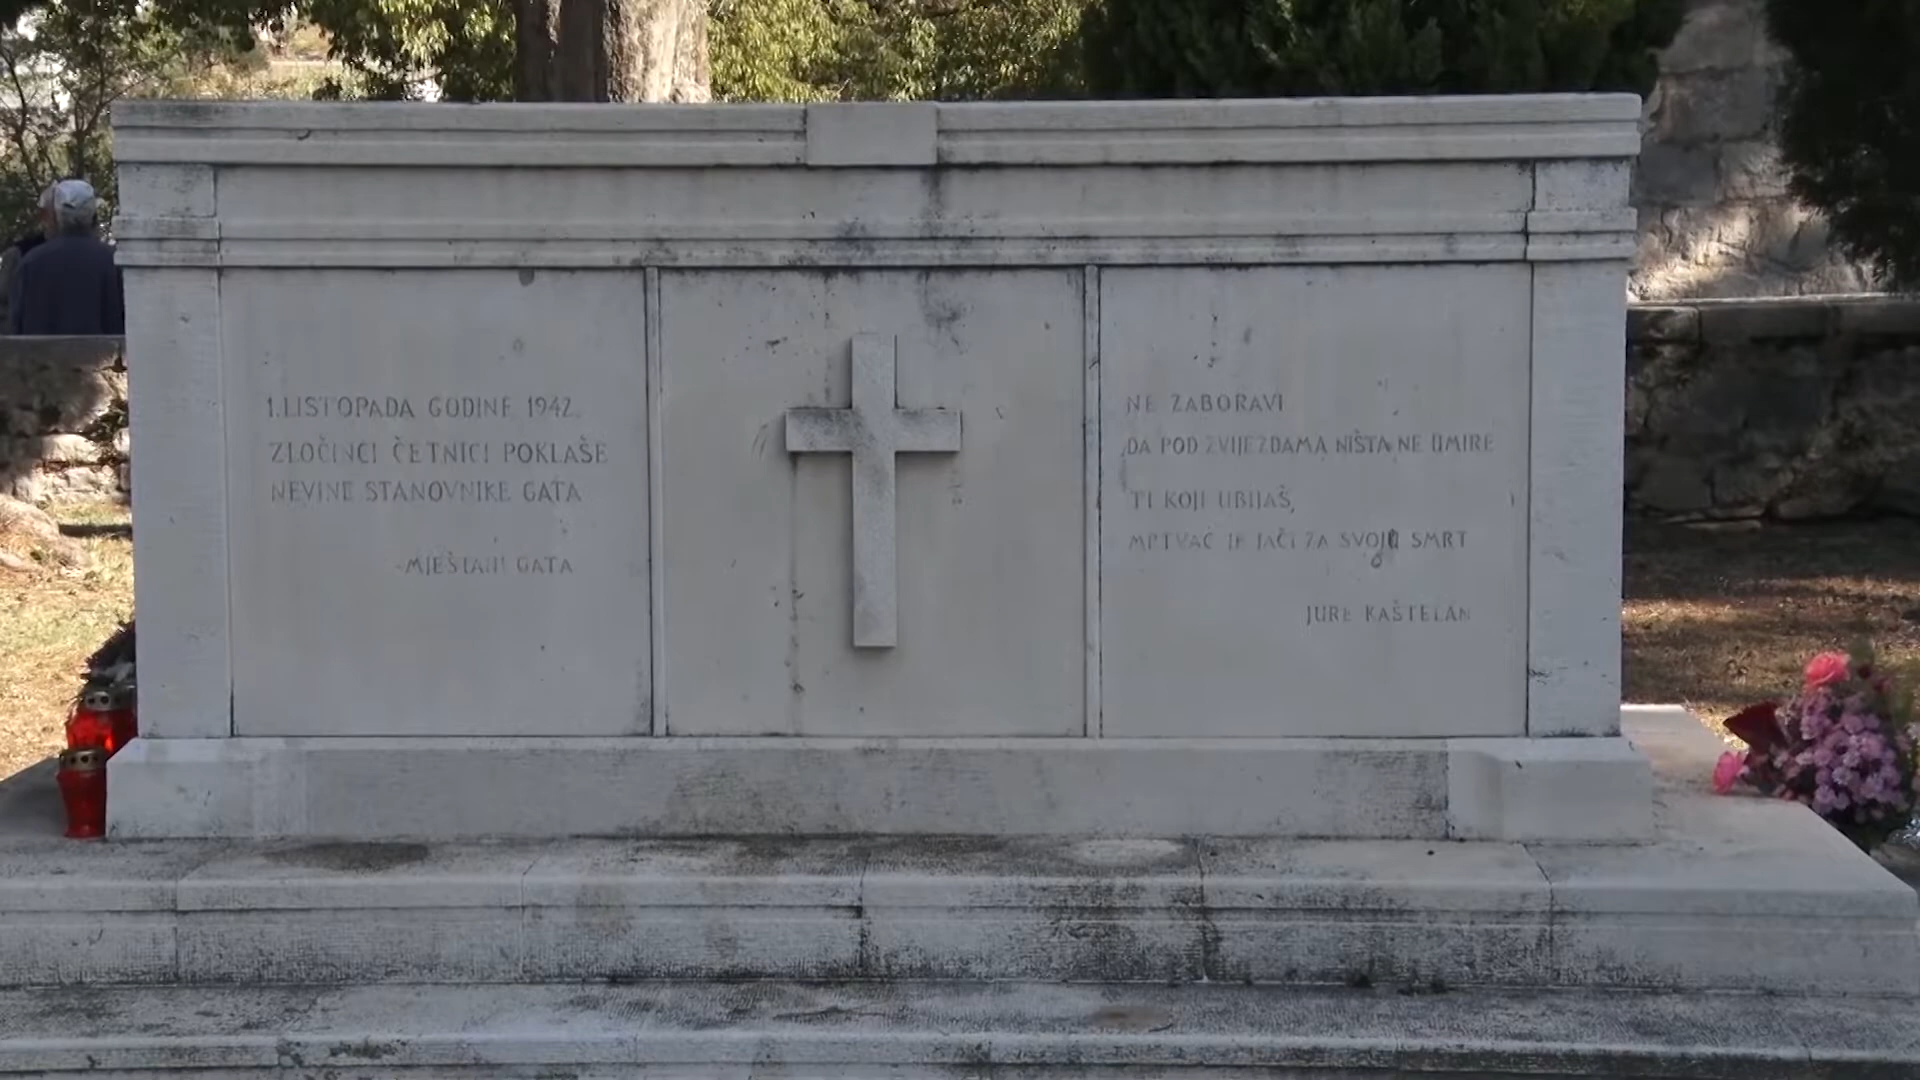 1. LISTOPADA GODINE 1942.
ZLOČINCI ČETNICI POKLAŠE
NEVINE STANOVNIKE GATA
-MJEŠTANI GATA
NE ZABORAVI
DA POD ZVIJEZDAMA NIŠTA NE UMIRE
TI KOJI UBIJAŠ,
MRTVAC JE JAČI ZA SVOJU SMRT
JURE KAŠTELAN